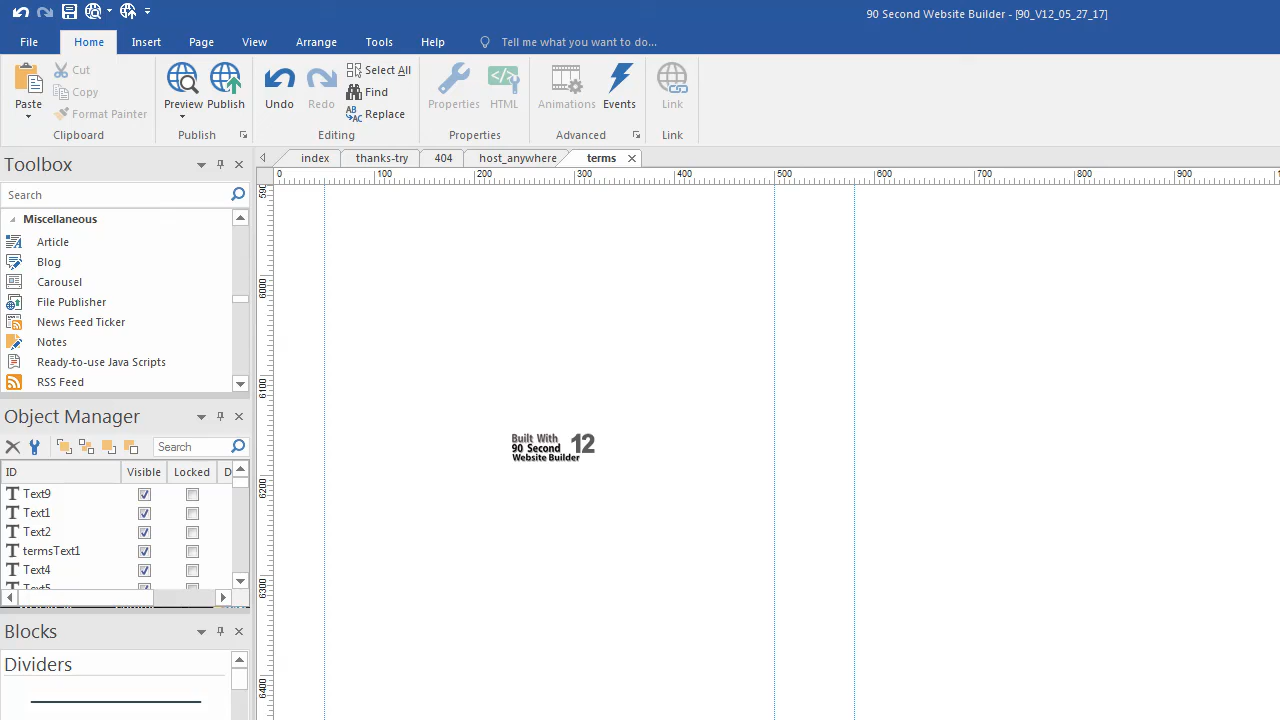 90 Second Website Builder - [90_V12_05_27_17]
File Home Insert Page View Arrange Tools Help Tell me what you want to do...
Paste
Cut
Copy
Format Painter
Clipboard
Preview Publish
Publish
Undo Redo
Select All
Find
Replace
Editing
Properties HTML
Properties
Animations Events
Advanced
Link
Link
Toolbox
Search
Miscellaneous
Article
Blog
Carousel
File Publisher
News Feed Ticker
Notes
Ready-to-use Java Scripts
RSS Feed
Object Manager
Search
ID Visible Locked D
Text9
Text1
Text2
termsText1
Text4
Text5
Blocks
Dividers
index thanks-try 404 host_anywhere terms
0 100 200 300 400 500 600 700 800 900
590
6000
6100
6200
6300
6400
Built With
90 Second 12
Website Builder